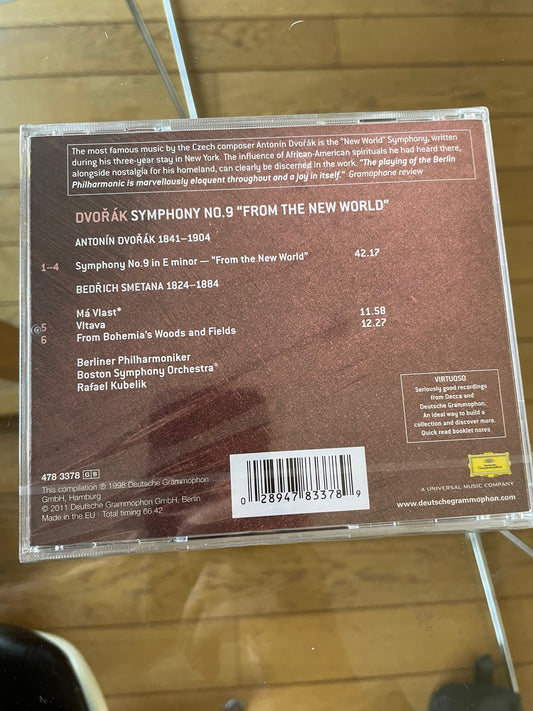 The most famous music by the Czech composer Antonín Dvořák is the "New World" Symphony, written
during his three-year stay in New York. The influence of African-American spirituals he had heard there,
alongside nostalgia for his homeland, can clearly be discerned in the work. "The playing of the Berlin
Philharmonic is marvellously eloquent throughout and a joy in itself." Gramophone review
DVOŘÁK SYMPHONY NO.9 "FROM THE NEW WORLD"
ANTONÍN DVOŘÁK 1841–1904
1–4 Symphony No.9 in E minor — "From the New World" 42.17
BEDŘICH SMETANA 1824–1884
Má Vlast*
5 Vltava 11.58
6 From Bohemia's Woods and Fields 12.27
Berliner Philharmoniker
Boston Symphony Orchestra*
Rafael Kubelik
VIRTUOSO
Seriously good recordings
from Decca and
Deutsche Grammophon.
An ideal way to build a
collection and discover more.
Quick read booklet notes
478 3378 G B
This compilation ℗ 1998 Deutsche Grammophon
GmbH, Hamburg
© 2011 Deutsche Grammophon GmbH, Berlin
Made in the EU · Total timing 66.42
0 28947 83378 9
Deutsche
Grammophon
A UNIVERSAL MUSIC COMPANY
www.deutschegrammophon.com